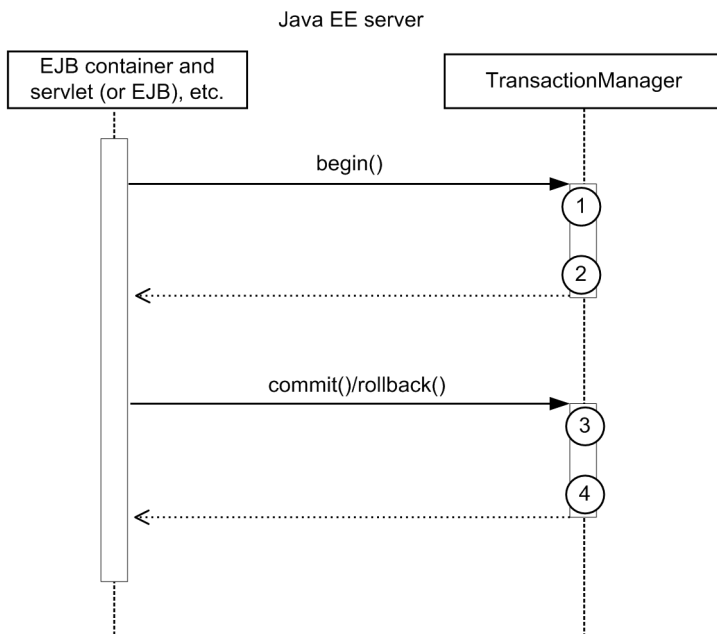 Java EE server
EJB container and
servlet (or EJB), etc.
TransactionManager
begin()
1
2
commit()/rollback()
3
4